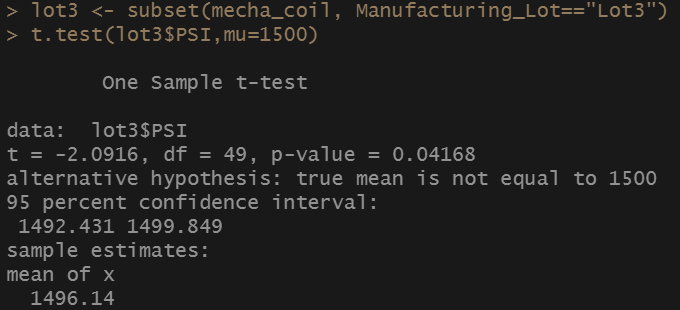 > lot3 <- subset(mecha_coil, Manufacturing_Lot=="Lot3")
> t.test(lot3$PSI,mu=1500)
One Sample t-test
data:  lot3$PSI
t = -2.0916, df = 49, p-value = 0.04168
alternative hypothesis: true mean is not equal to 1500
95 percent confidence interval:
1492.431 1499.849
sample estimates:
mean of x
1496.14